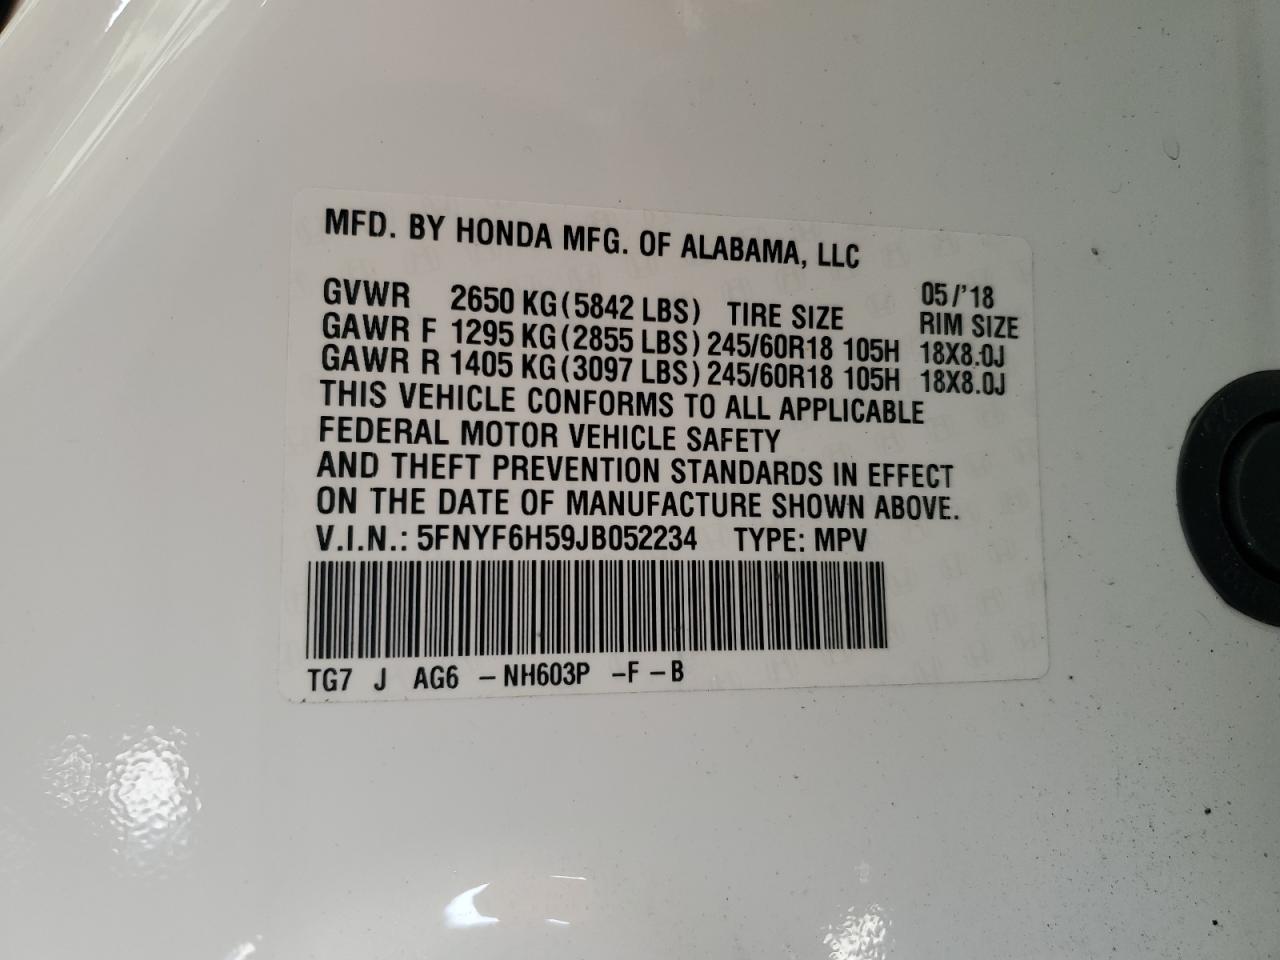 MFD. BY HONDA MFG. OF ALABAMA, LLC
05/'18
GVWR 2650 KG(5842 LBS) TIRE SIZE RIM SIZE
GAWR F 1295 KG(2855 LBS) 245/60R18 105H 18X8.0J
GAWR R 1405 KG(3097 LBS) 245/60R18 105H 18X8.0J
THIS VEHICLE CONFORMS TO ALL APPLICABLE
FEDERAL MOTOR VEHICLE SAFETY
AND THEFT PREVENTION STANDARDS IN EFFECT
ON THE DATE OF MANUFACTURE SHOWN ABOVE.
V.I.N.: 5FNYF6H59JB052234 TYPE: MPV
TG7 J AG6 –NH603P –F–B